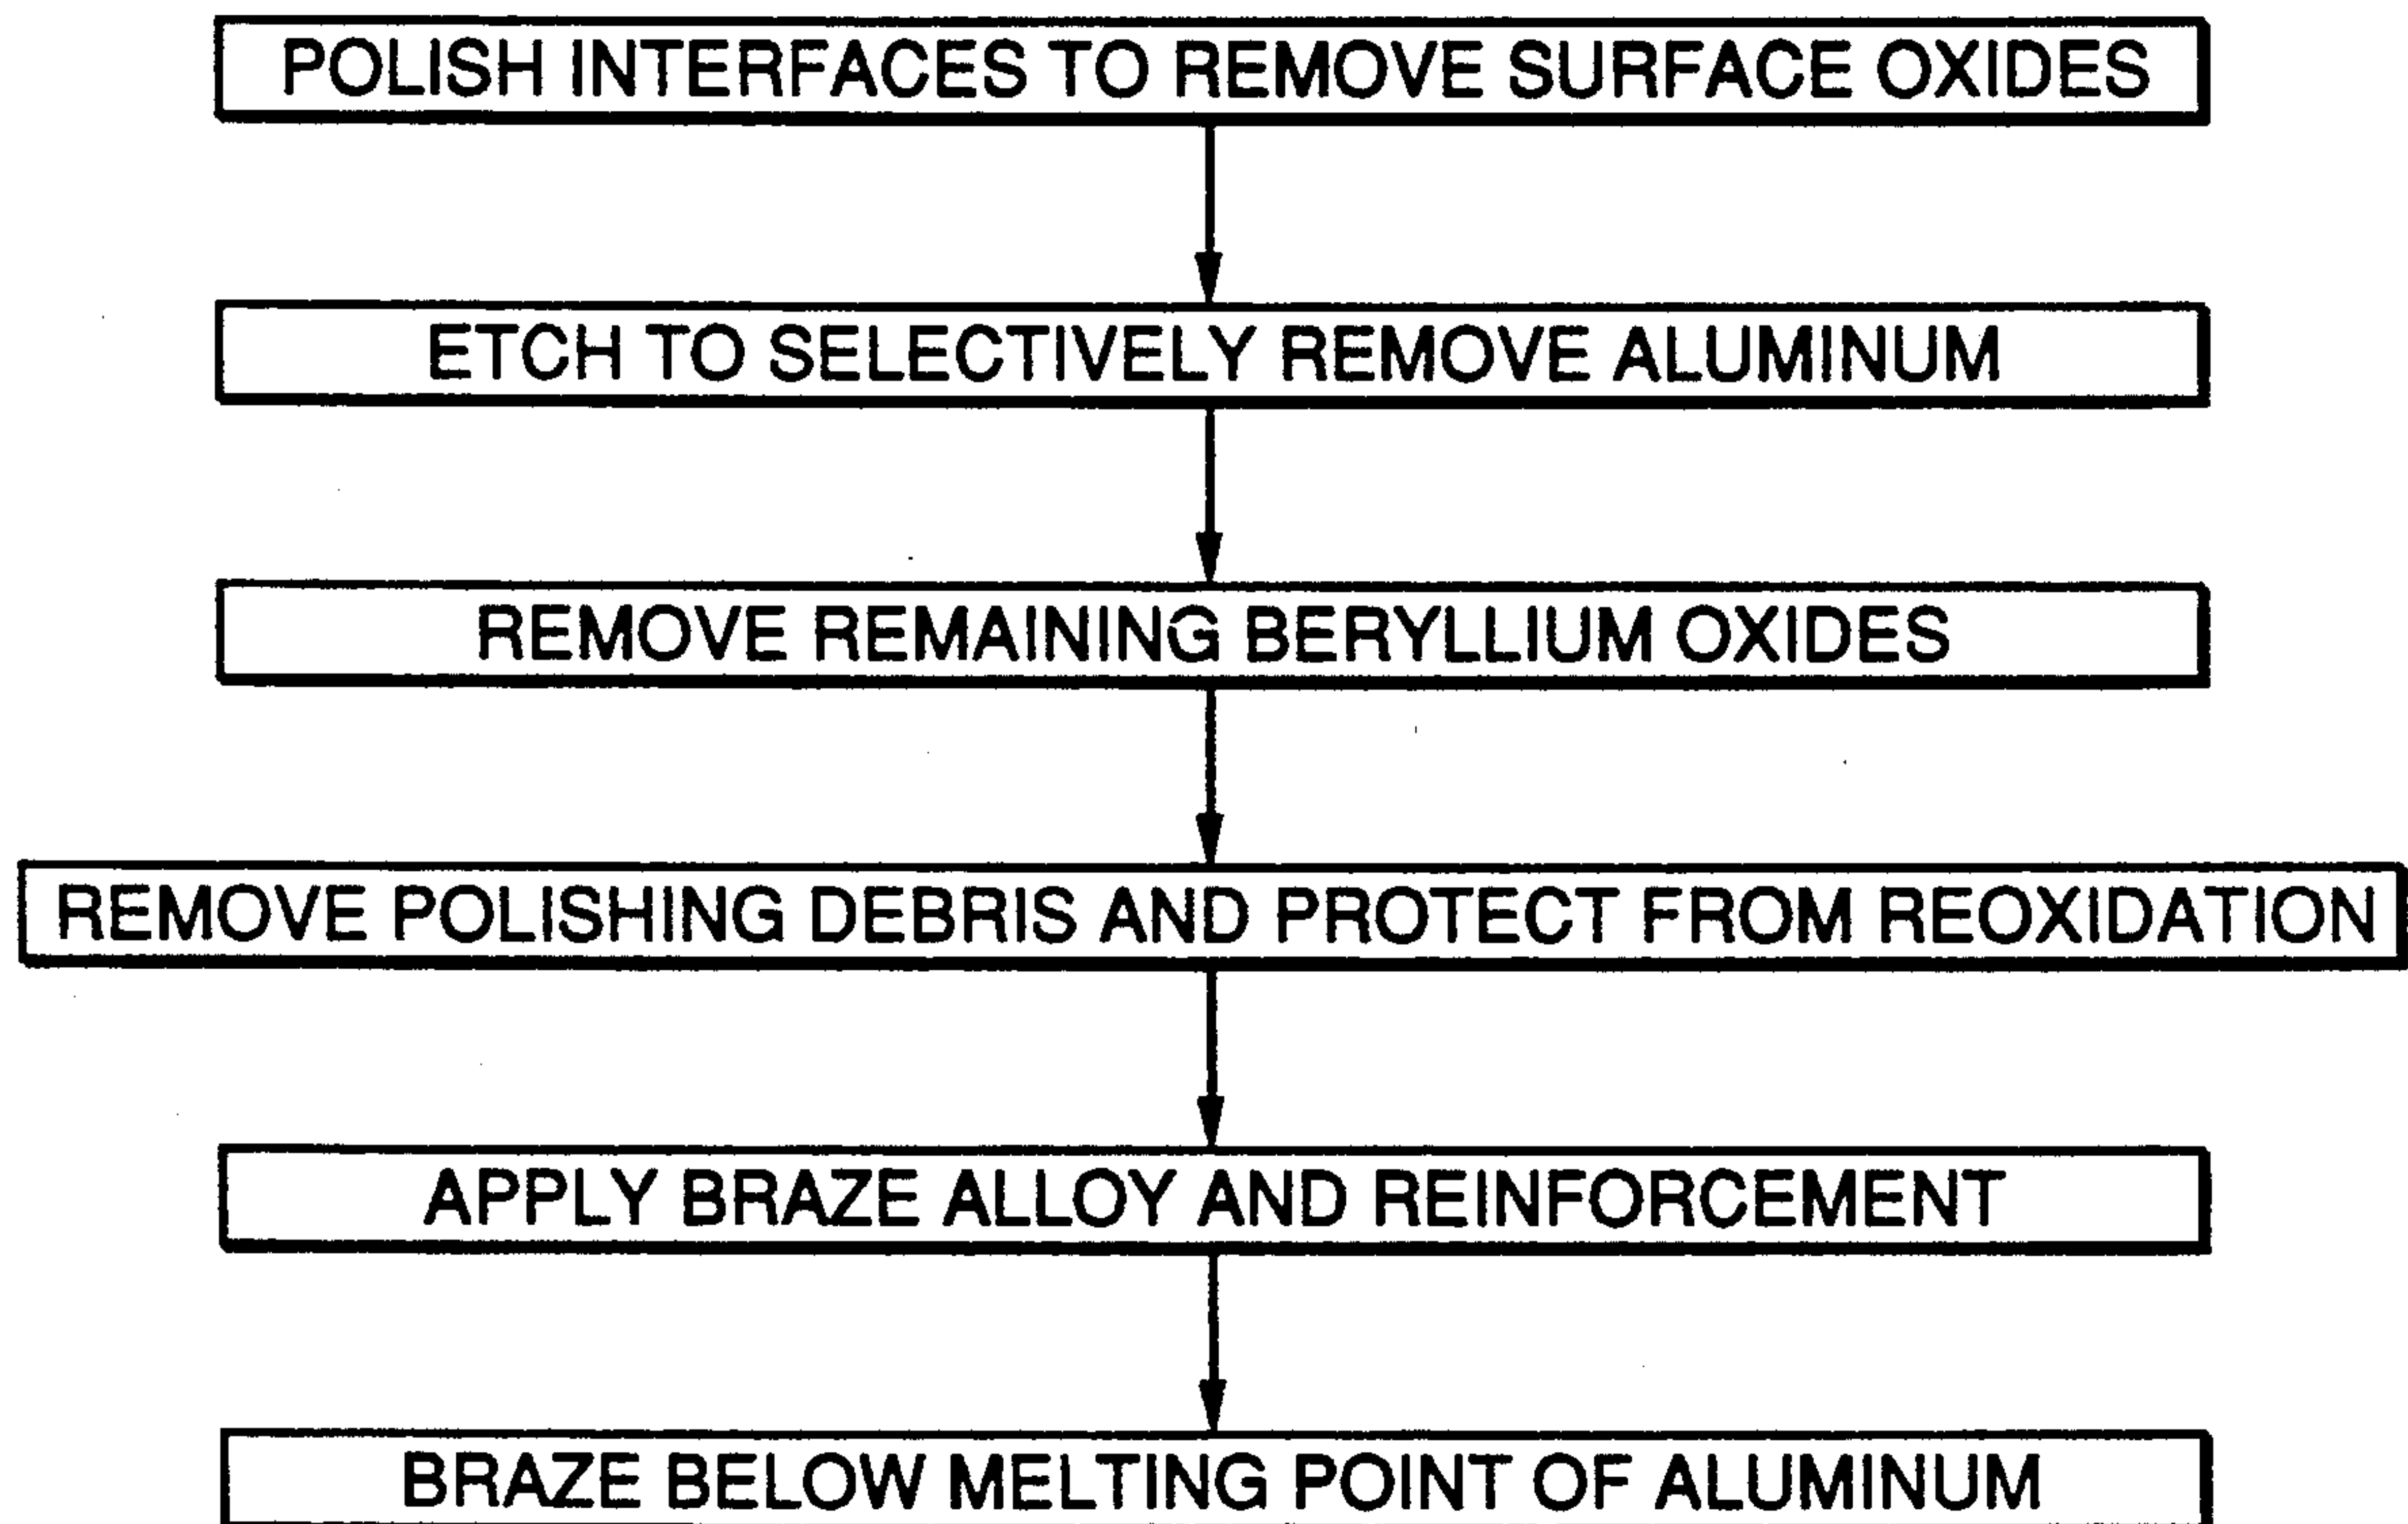 POLISH INTERFACES TO REMOVE SURFACE OXIDES
ETCH TO SELECTIVELY REMOVE ALUMINUM
REMOVE REMAINING BERYLLIUM OXIDES
REMOVE POLISHING DEBRIS AND PROTECT FROM REOXIDATION
APPLY BRAZE ALLOY AND REINFORCEMENT
BRAZE BELOW MELTING POINT OF ALUMINUM